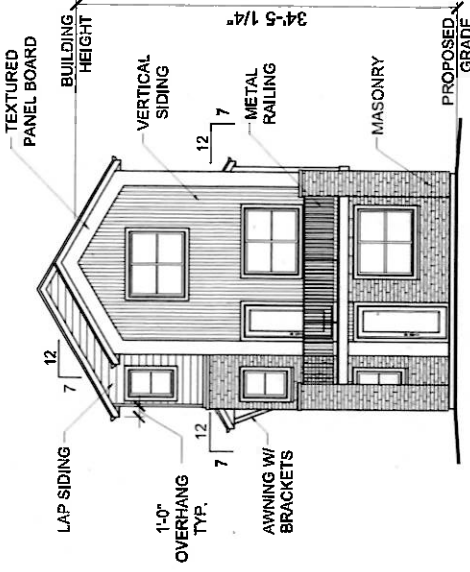 TEXTURED
PANEL BOARD
BUILDING
HEIGHT
34'-5 1/4"
VERTICAL
SIDING
12
7
METAL
RAILING
MASONRY
PROPOSED
GRADE
12
7
LAP SIDING
1'-0"
OVERHANG
TYP.
12
7
AWNING W/
BRACKETS